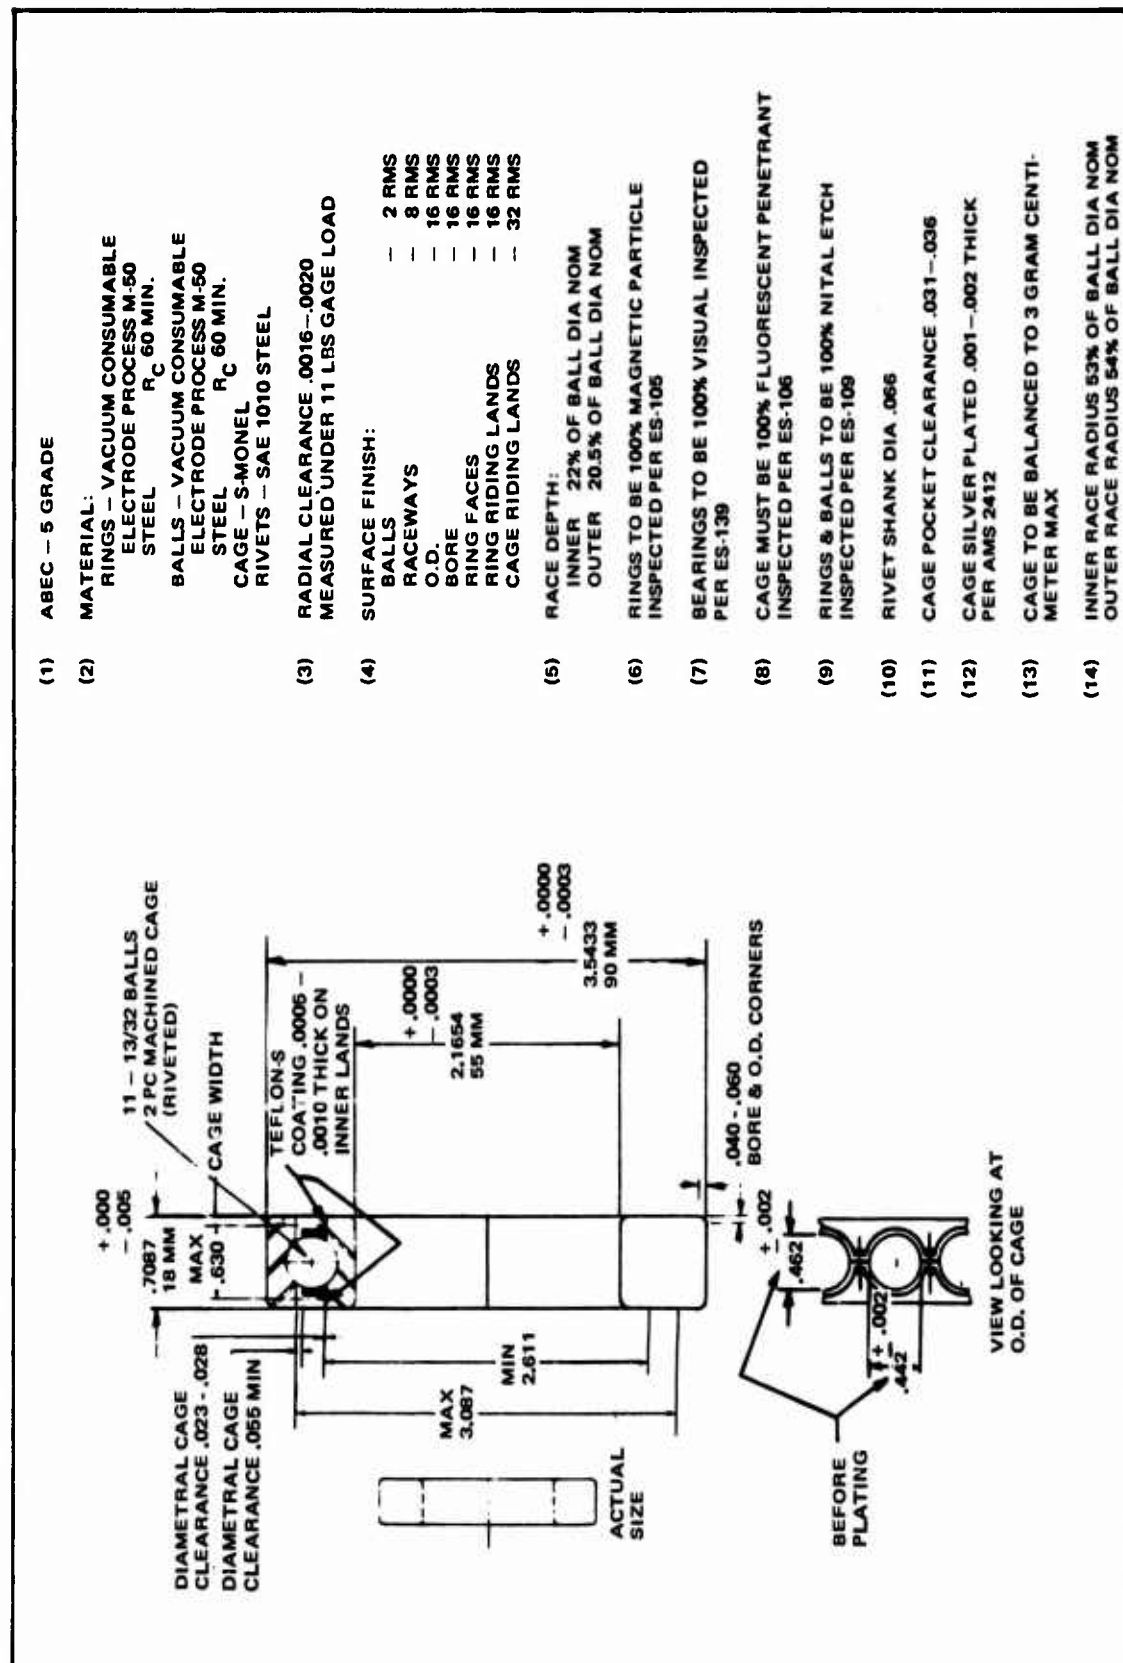 DIAMETRAL CAGE
CLEARANCE .023 - .028
DIAMETRAL CAGE
CLEARANCE .055 MIN
+ .000
- .005
.7087
18 MM
MAX
.630
CAGE WIDTH
11 – 13/32 BALLS
2 PC MACHINED CAGE
(RIVETED)
TEFLON-S
COATING .0005 –
.0010 THICK ON
INNER LANDS
MAX
3.087
MIN
2.611
+ .0000
- .0003
2.1654
55 MM
+ .0000
- .0003
3.5433
90 MM
ACTUAL
SIZE
.040 - .060
BORE & O.D. CORNERS
BEFORE
PLATING
± .002
.462
± .002
.442
VIEW LOOKING AT
O.D. OF CAGE
(1) ABEC – 5 GRADE
(2) MATERIAL:
RINGS – VACUUM CONSUMABLE
ELECTRODE PROCESS M-50
STEEL RC 60 MIN.
BALLS – VACUUM CONSUMABLE
ELECTRODE PROCESS M-50
STEEL RC 60 MIN.
CAGE – S-MONEL
RIVETS – SAE 1010 STEEL
(3) RADIAL CLEARANCE .0016–.0020
MEASURED UNDER 11 LBS GAGE LOAD
(4) SURFACE FINISH:
BALLS – 2 RMS
RACEWAYS – 8 RMS
O.D. – 16 RMS
BORE – 16 RMS
RING FACES – 16 RMS
RING RIDING LANDS – 16 RMS
CAGE RIDING LANDS – 32 RMS
(5) RACE DEPTH:
INNER 22% OF BALL DIA NOM
OUTER 20.5% OF BALL DIA NOM
(6) RINGS TO BE 100% MAGNETIC PARTICLE
INSPECTED PER ES-105
(7) BEARINGS TO BE 100% VISUAL INSPECTED
PER ES-139
(8) CAGE MUST BE 100% FLUORESCENT PENETRANT
INSPECTED PER ES-106
(9) RINGS & BALLS TO BE 100% NITAL ETCH
INSPECTED PER ES-109
(10) RIVET SHANK DIA .066
(11) CAGE POCKET CLEARANCE .031–.036
(12) CAGE SILVER PLATED .001–.002 THICK
PER AMS 2412
(13) CAGE TO BE BALANCED TO 3 GRAM CENTI-
METER MAX
(14) INNER RACE RADIUS 53% OF BALL DIA NOM
OUTER RACE RADIUS 54% OF BALL DIA NOM